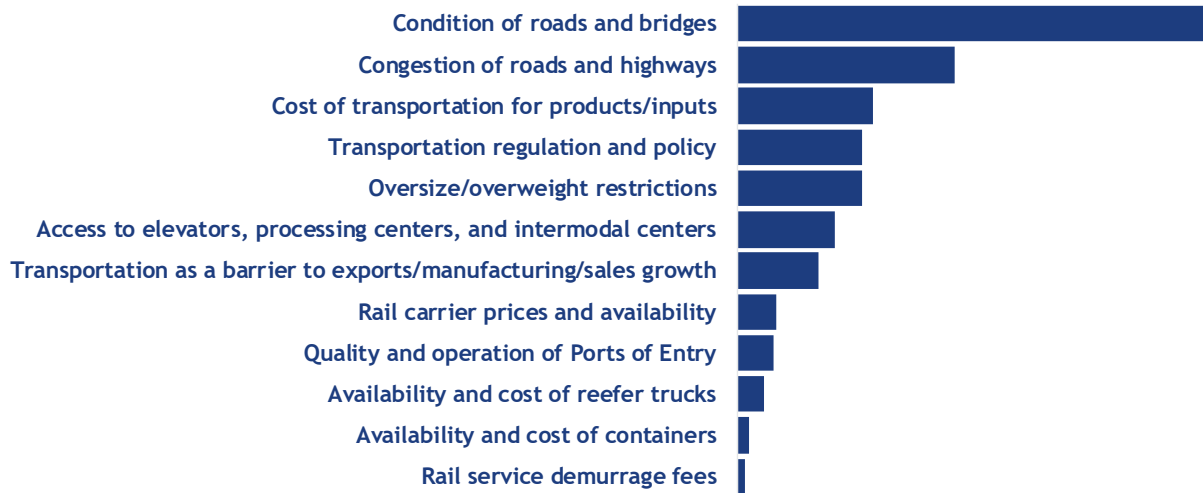 Condition of roads and bridges
Congestion of roads and highways
Cost of transportation for products/inputs
Transportation regulation and policy
Oversize/overweight restrictions
Access to elevators, processing centers, and intermodal centers
Transportation as a barrier to exports/manufacturing/sales growth
Rail carrier prices and availability
Quality and operation of Ports of Entry
Availability and cost of reefer trucks
Availability and cost of containers
Rail service demurrage fees